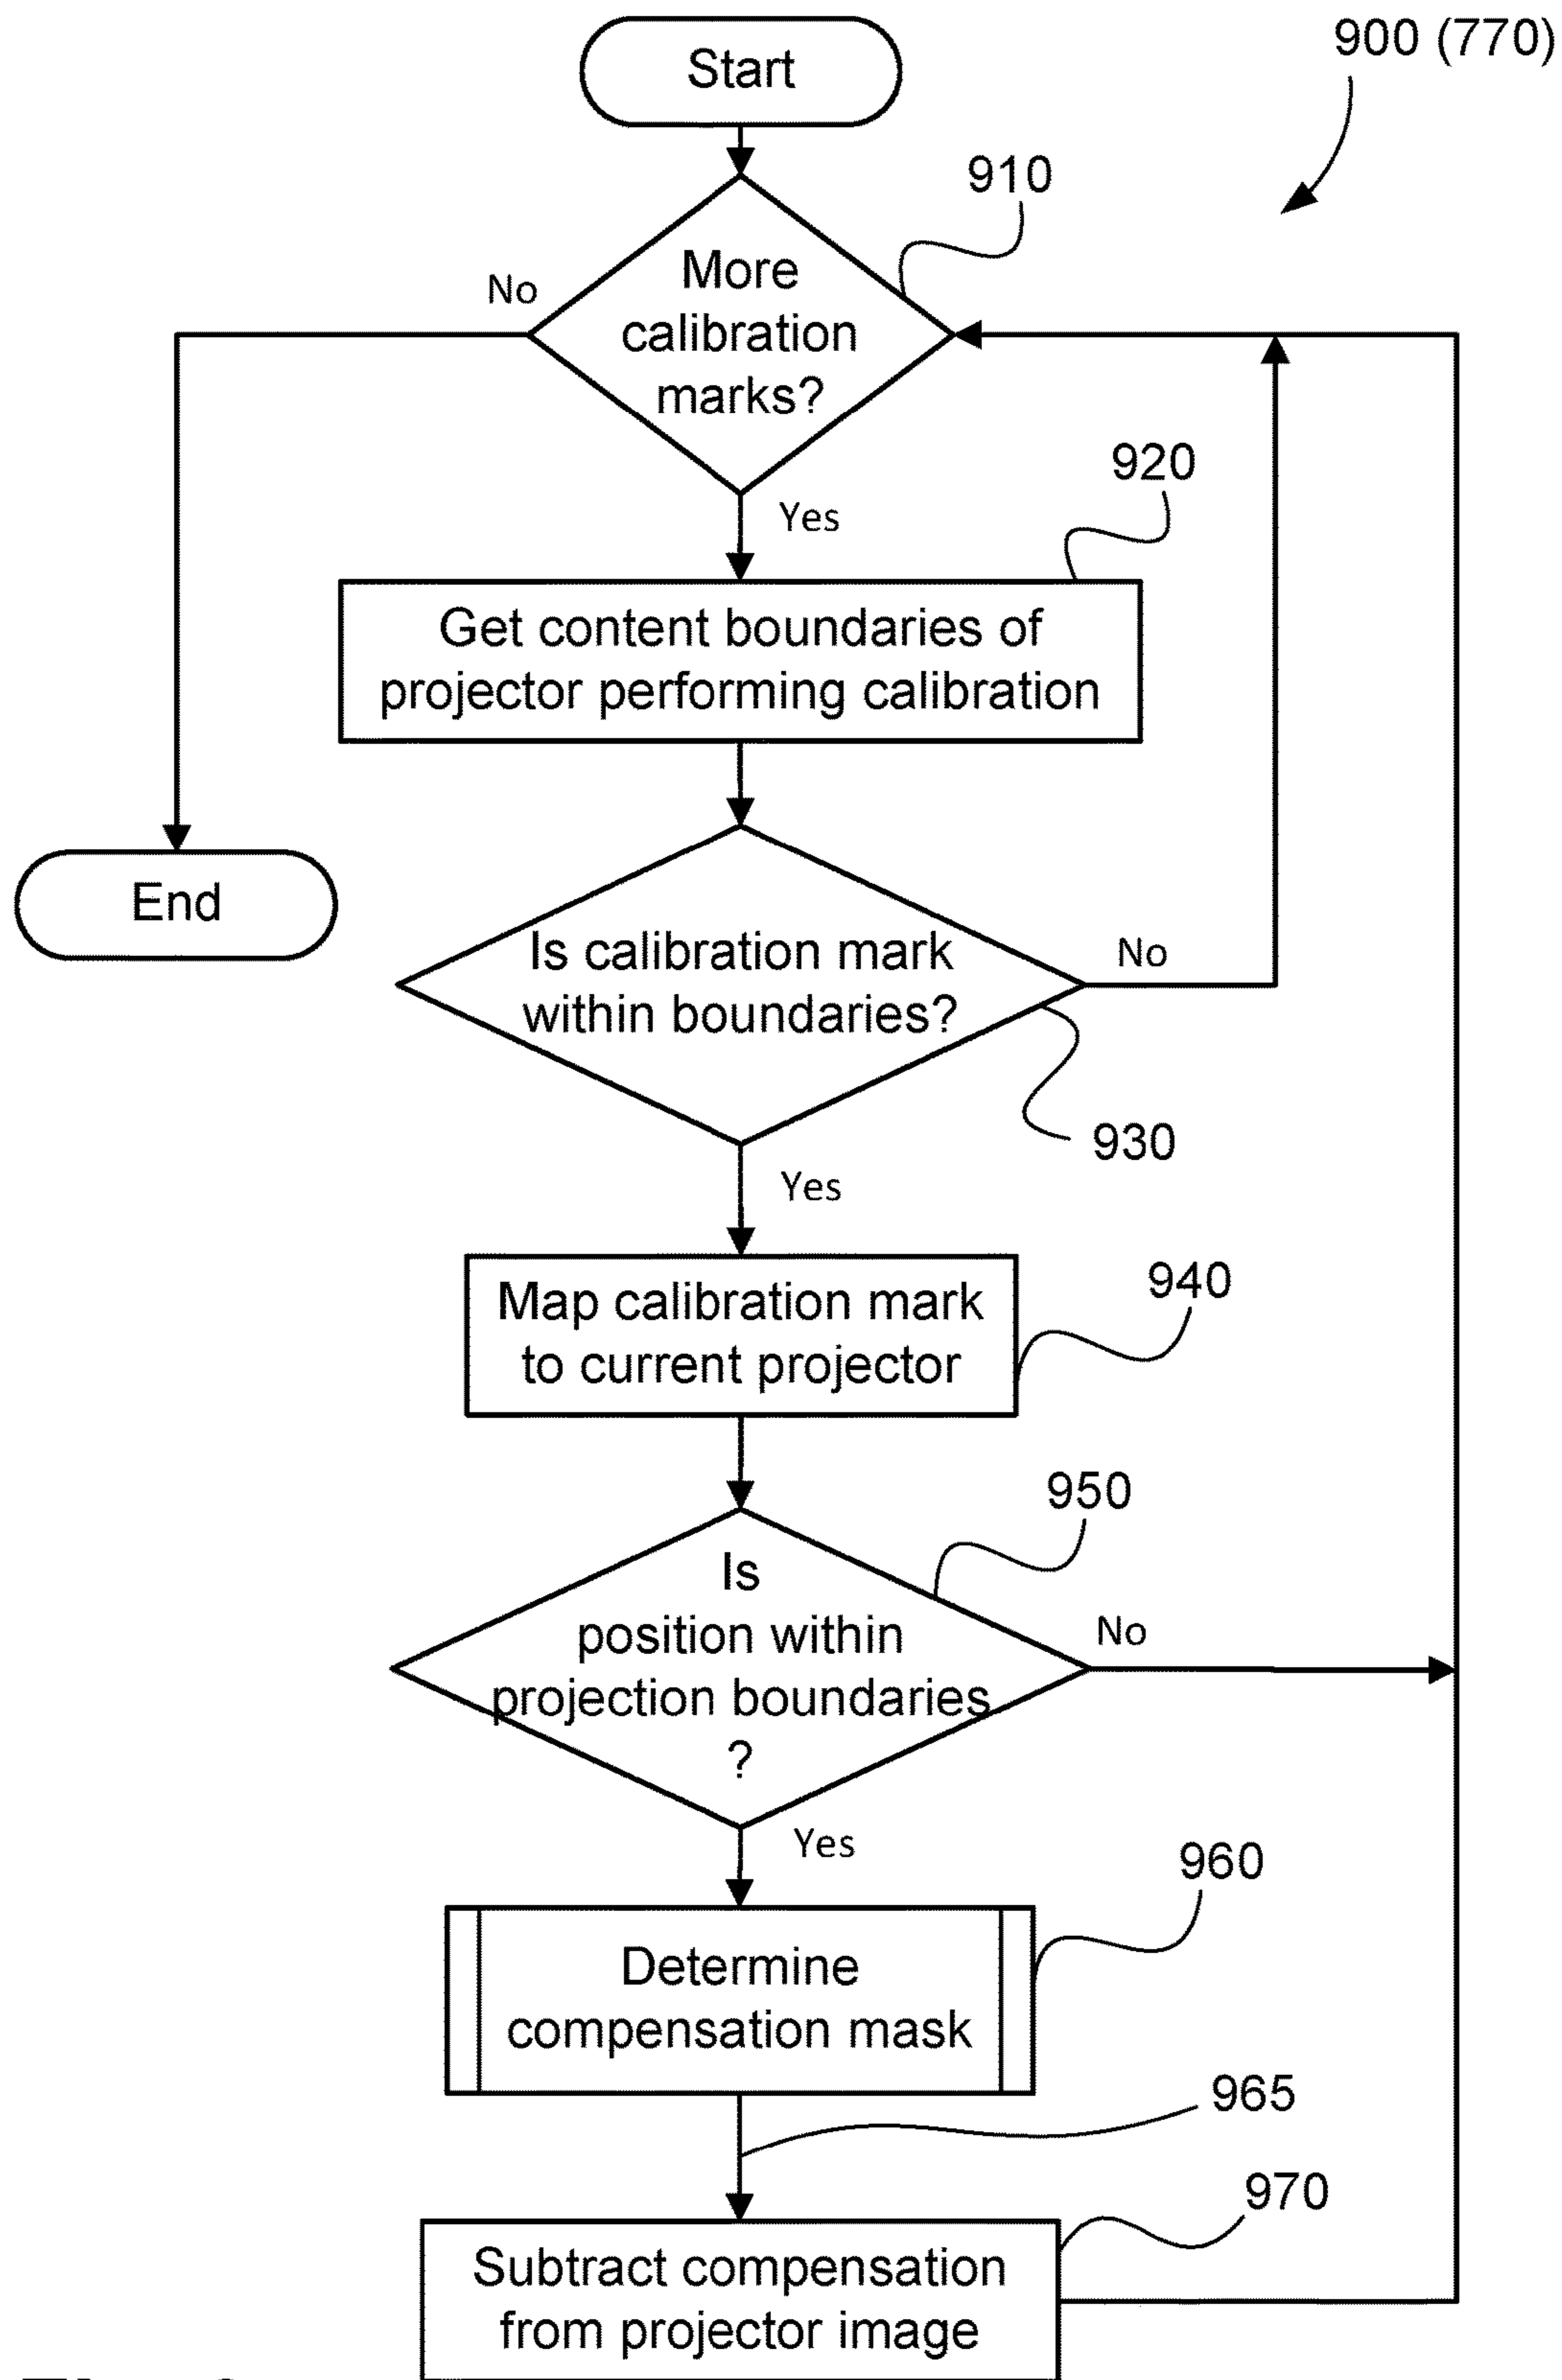 Start
900 (770)
910
More
calibration
marks?
No
Yes
920
Get content boundaries of
projector performing calibration
End
Is calibration mark
within boundaries?
No
930
Yes
Map calibration mark
to current projector
940
950
Is
position within
projection boundaries
?
No
Yes
960
Determine
compensation mask
965
970
Subtract compensation
from projector image